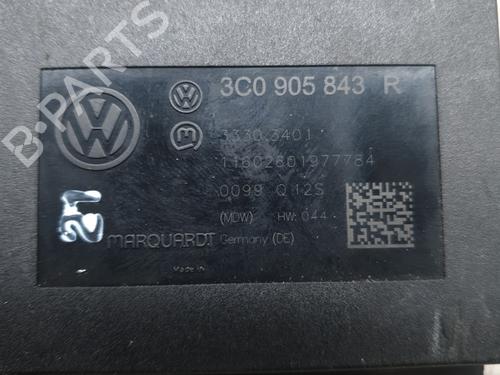 B-PARTS
3C0 905 843 R
3330.3401
11602801977784
0099 Q12S
(MDW) HW: 044
MARQUARDT Germany (DE)
Made in